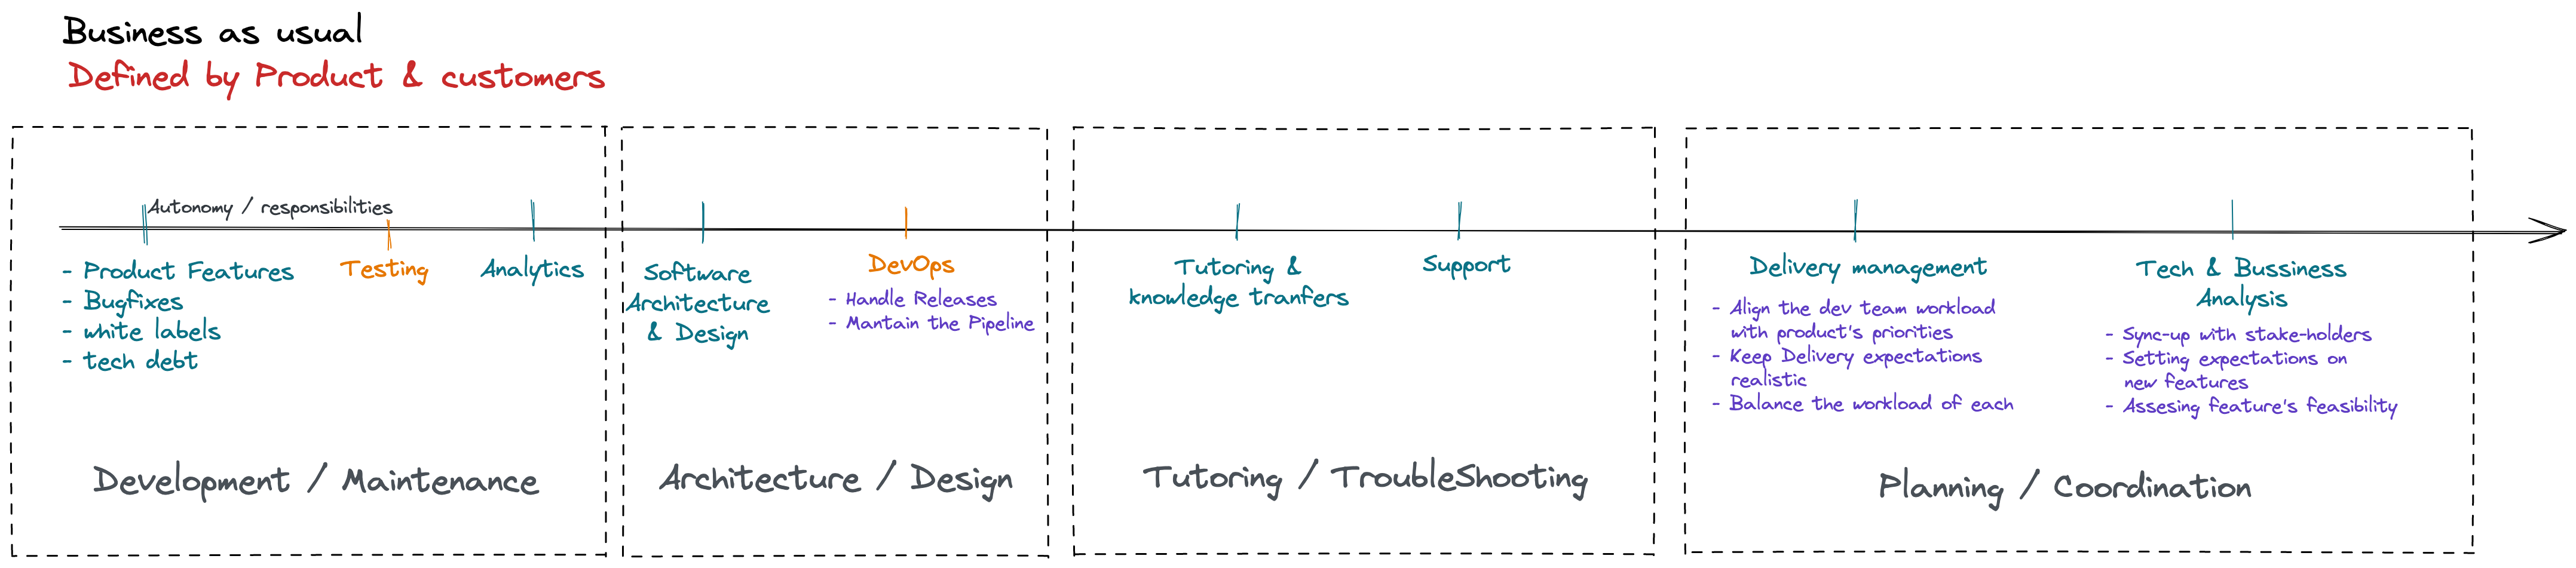 Business as usual
Defined by Product & customers
Autonomy / responsibilities
- Product Features
- Bugfixes
- white labels
- tech debt
Testing
Analytics
Development / Maintenance
Software
Architecture
& Design
DevOps
- Handle Releases
- Mantain the Pipeline
Architecture / Design
Tutoring &
knowledge tranfers
Support
Tutoring / TroubleShooting
Delivery management
- Align the dev team workload
with product's priorities
- Keep Delivery expectations
realistic
- Balance the workload of each
Tech & Bussiness
Analysis
- Sync-up with stake-holders
- Setting expectations on
new features
- Assesing feature's feasibility
Planning / Coordination